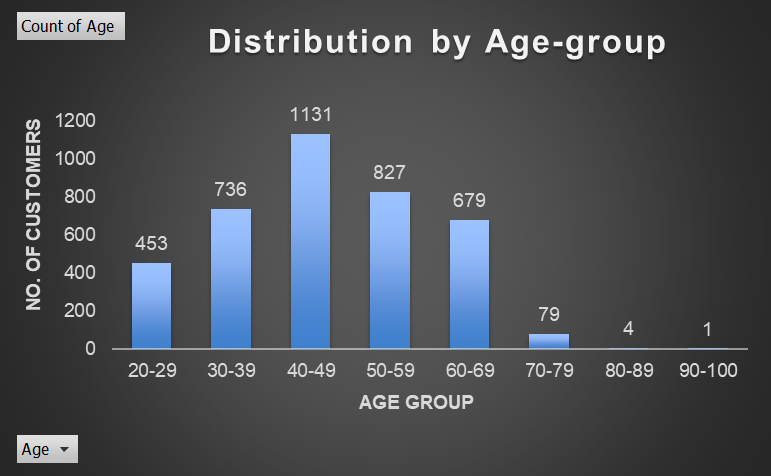 Count of Age
Distribution by Age-group
NO. OF CUSTOMERS
1200
1000
800
600
400
200
0
453
736
1131
827
679
79
4
1
20-29 30-39 40-49 50-59 60-69 70-79 80-89 90-100
AGE GROUP
Age